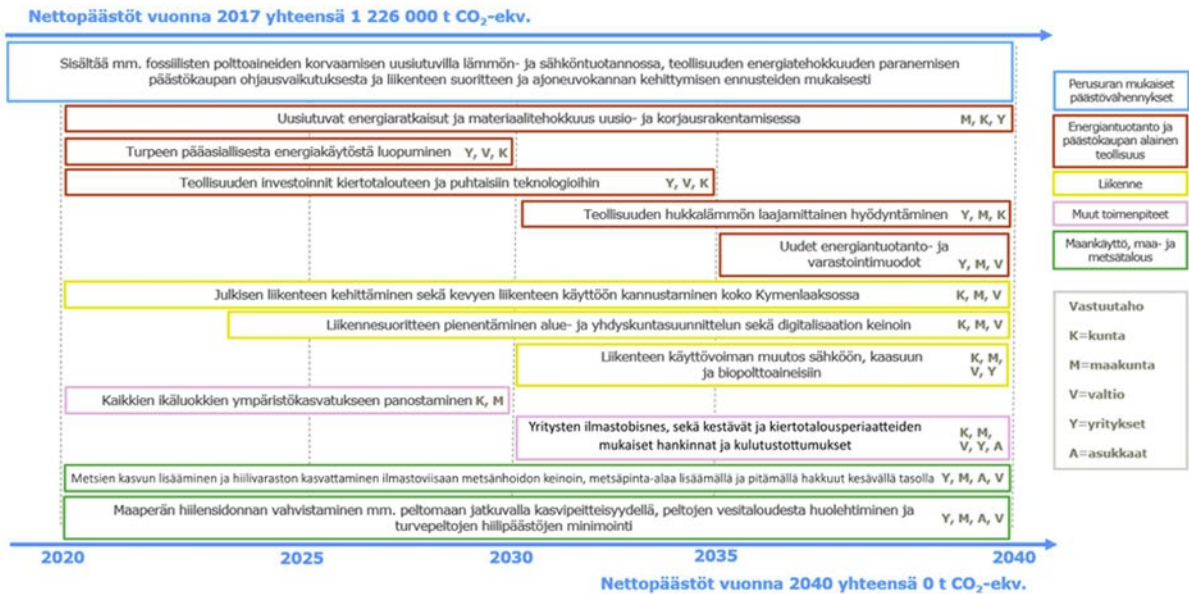 Nettopäästöt vuonna 2017 yhteensä 1 226 000 t CO₂-ekv.
Sisältää mm. fossiilisten polttoaineiden korvaamisen uusiutuvilla lämmön- ja sähköntuotannossa, teollisuuden energiatehokkuuden paranemisen
päästökaupan ohjausvaikutuksesta ja liikenteen suoritteen ja ajoneuvokannan kehittymisen ennusteiden mukaisesti
Uusiutuvat energiaratkaisut ja materiaalitehokkuus uusio- ja korjausrakentamisessa M, K, Y
Turpeen pääasiallisesta energiakäytöstä luopuminen Y, V, K
Teollisuuden investoinnit kiertotalouteen ja puhtaisiin teknologioihin Y, V, K
Teollisuuden hukkalämmön laajamittainen hyödyntäminen Y, M, K
Uudet energiantuotanto- ja
varastointimuodot Y, M, V
Julkisen liikenteen kehittäminen sekä kevyen liikenteen käyttöön kannustaminen koko Kymenlaaksossa K, M, V
Liikennesuoritteen pienentäminen alue- ja yhdyskuntasuunnittelun sekä digitalisaation keinoin K, M, V
Liikenteen käyttövoiman muutos sähköön, kaasuun K, M,
ja biopolttoaineisiin V, Y
Kaikkien ikäluokkien ympäristökasvatukseen panostaminen K, M
Yritysten ilmastobisnes, sekä kestävät ja kiertotalousperiaatteiden K, M,
mukaiset hankinnat ja kulutustottumukset V, Y, A
Metsien kasvun lisääminen ja hiilivaraston kasvattaminen ilmastoviisaan metsänhoidon keinoin, metsäpinta-alaa lisäämällä ja pitämällä hakkuut kesävällä tasolla Y, M, A, V
Maaperän hiilensidonnan vahvistaminen mm. peltomaan jatkuvalla kasvipeitteisyydellä, peltojen vesitaloudesta huolehtiminen ja
turvepeltojen hiilipäästöjen minimointi Y, M, A, V
2020 2025 2030 2035 2040
Nettopäästöt vuonna 2040 yhteensä 0 t CO₂-ekv.
Perusuran mukaiset
päästövähennykset
Energiantuotanto ja
päästökaupan alainen
teollisuus
Liikenne
Muut toimenpiteet
Maankäyttö, maa- ja
metsätalous
Vastuutaho
K=kunta
M=maakunta
V=valtio
Y=yritykset
A=asukkaat